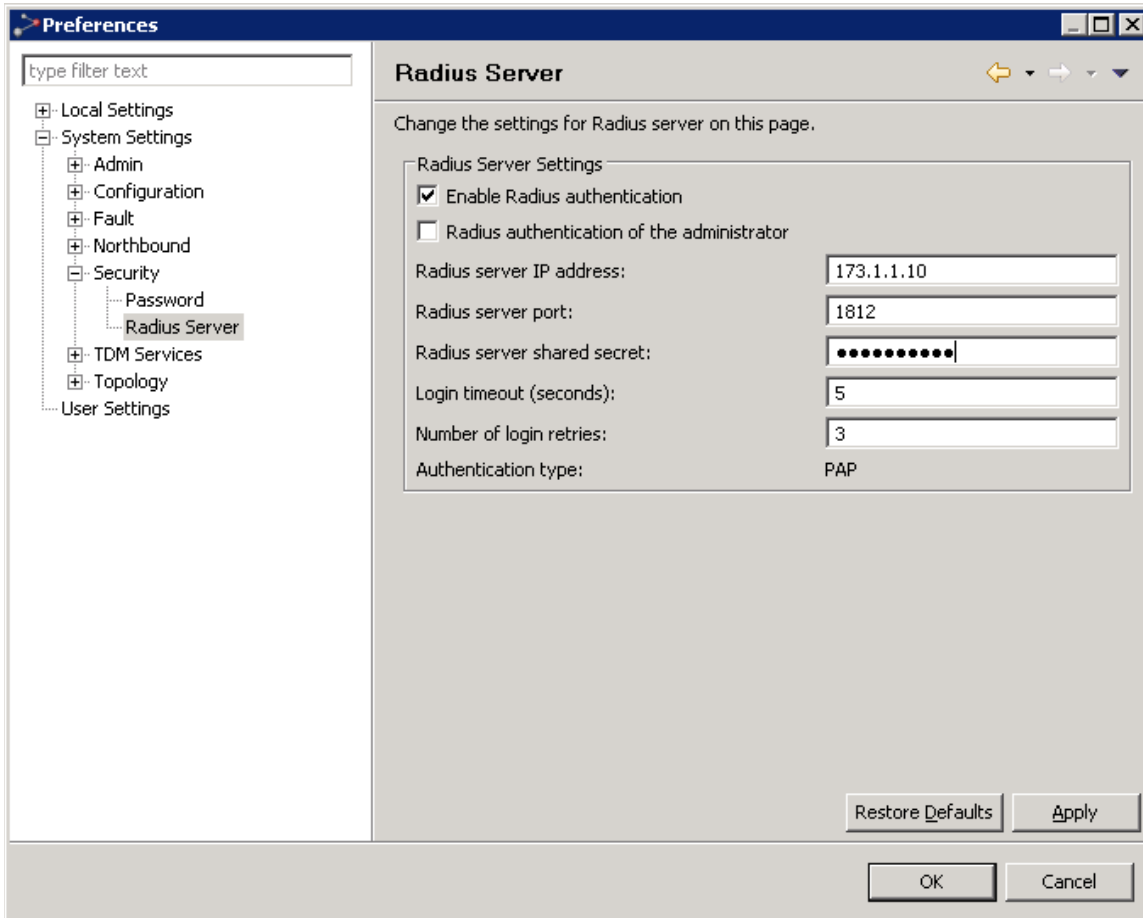 Preferences
type filter text
Local Settings
System Settings
Admin
Configuration
Fault
Northbound
Security
Password
Radius Server
TDM Services
Topology
User Settings
Radius Server
Change the settings for Radius server on this page.
Radius Server Settings
Enable Radius authentication
Radius authentication of the administrator
Radius server IP address: 173.1.1.10
Radius server port: 1812
Radius server shared secret: ●●●●●●●●●●
Login timeout (seconds): 5
Number of login retries: 3
Authentication type: PAP
Restore Defaults Apply
OK Cancel